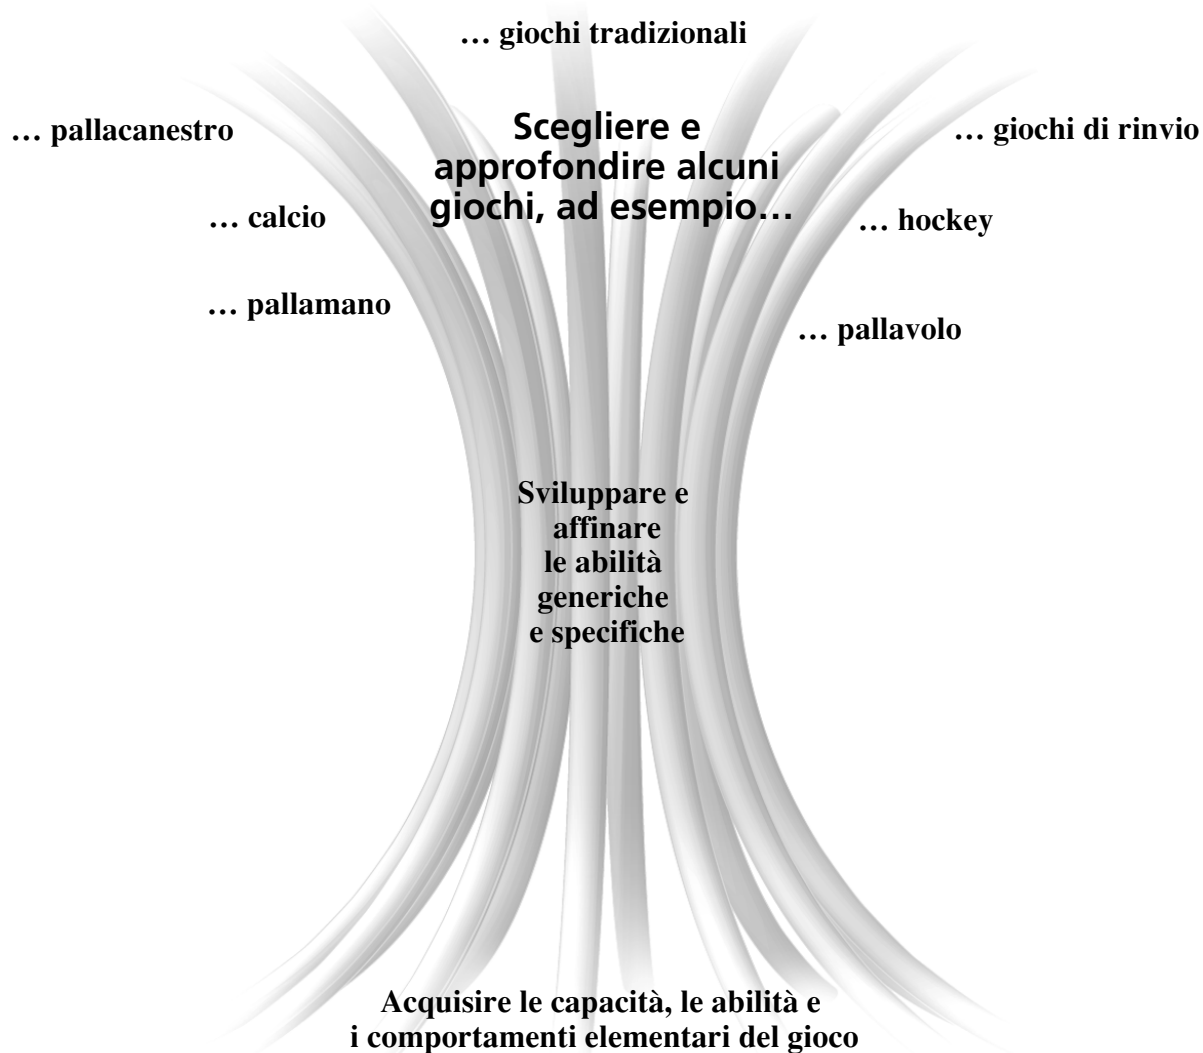 … giochi tradizionali
Scegliere e
approfondire alcuni
giochi, ad esempio…
… pallacanestro
… giochi di rinvio
… calcio
… hockey
… pallamano
… pallavolo
Sviluppare e
affinare
le abilità
generiche
e specifiche
Acquisire le capacità, le abilità e
i comportamenti elementari del gioco